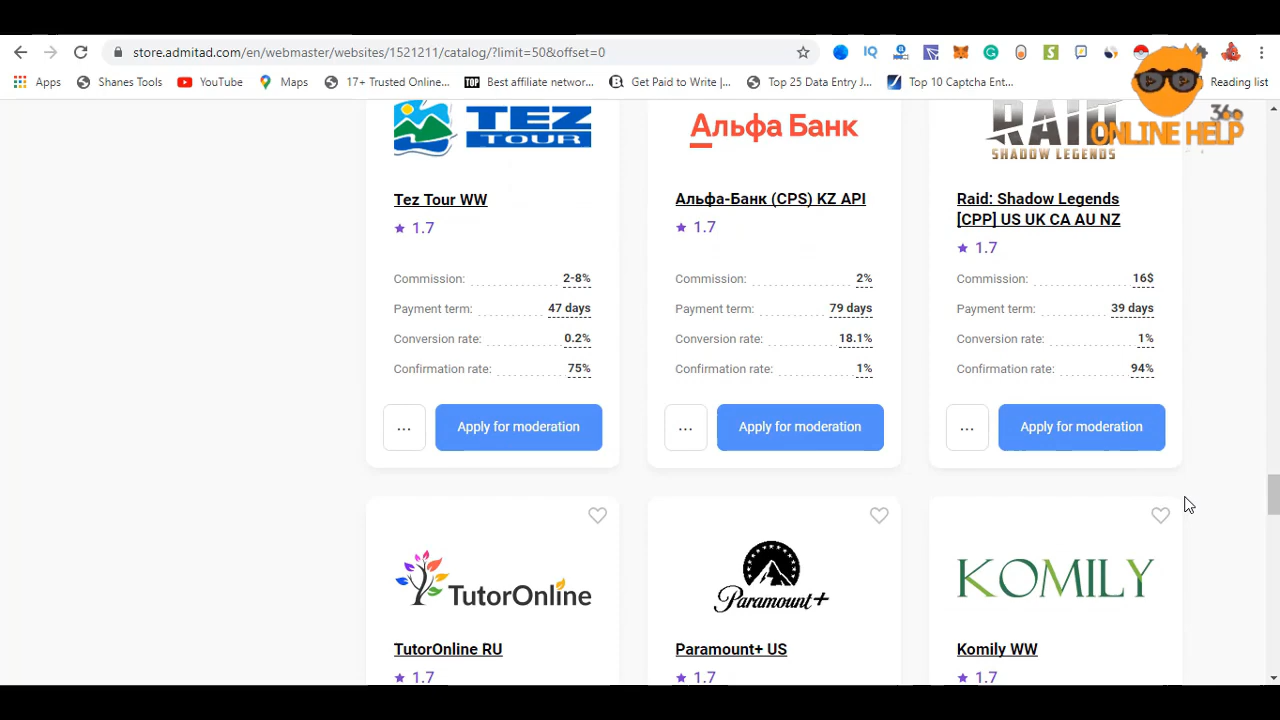 store.admitad.com/en/webmaster/websites/1521211/catalog/?limit=50&offset=0
Apps Shanes Tools YouTube Maps 17+ Trusted Online... Best affiliate networ... Get Paid to Write |... Top 25 Data Entry J... Top 10 Captcha Ent... Reading list
360
ONLINE HELP
TEZ
TOUR
Альфа Банк
RAID
SHADOW LEGENDS
Tez Tour WW
1.7
Commission: 2-8%
Payment term: 47 days
Conversion rate: 0.2%
Confirmation rate: 75%
... Apply for moderation
Альфа-Банк (CPS) KZ API
1.7
Commission: 2%
Payment term: 79 days
Conversion rate: 18.1%
Confirmation rate: 1%
... Apply for moderation
Raid: Shadow Legends
[CPP] US UK CA AU NZ
1.7
Commission: 16$
Payment term: 39 days
Conversion rate: 1%
Confirmation rate: 94%
... Apply for moderation
TutorOnline
TutorOnline RU
1.7
Paramount+
Paramount+ US
1.7
KOMILY
Komily WW
1.7